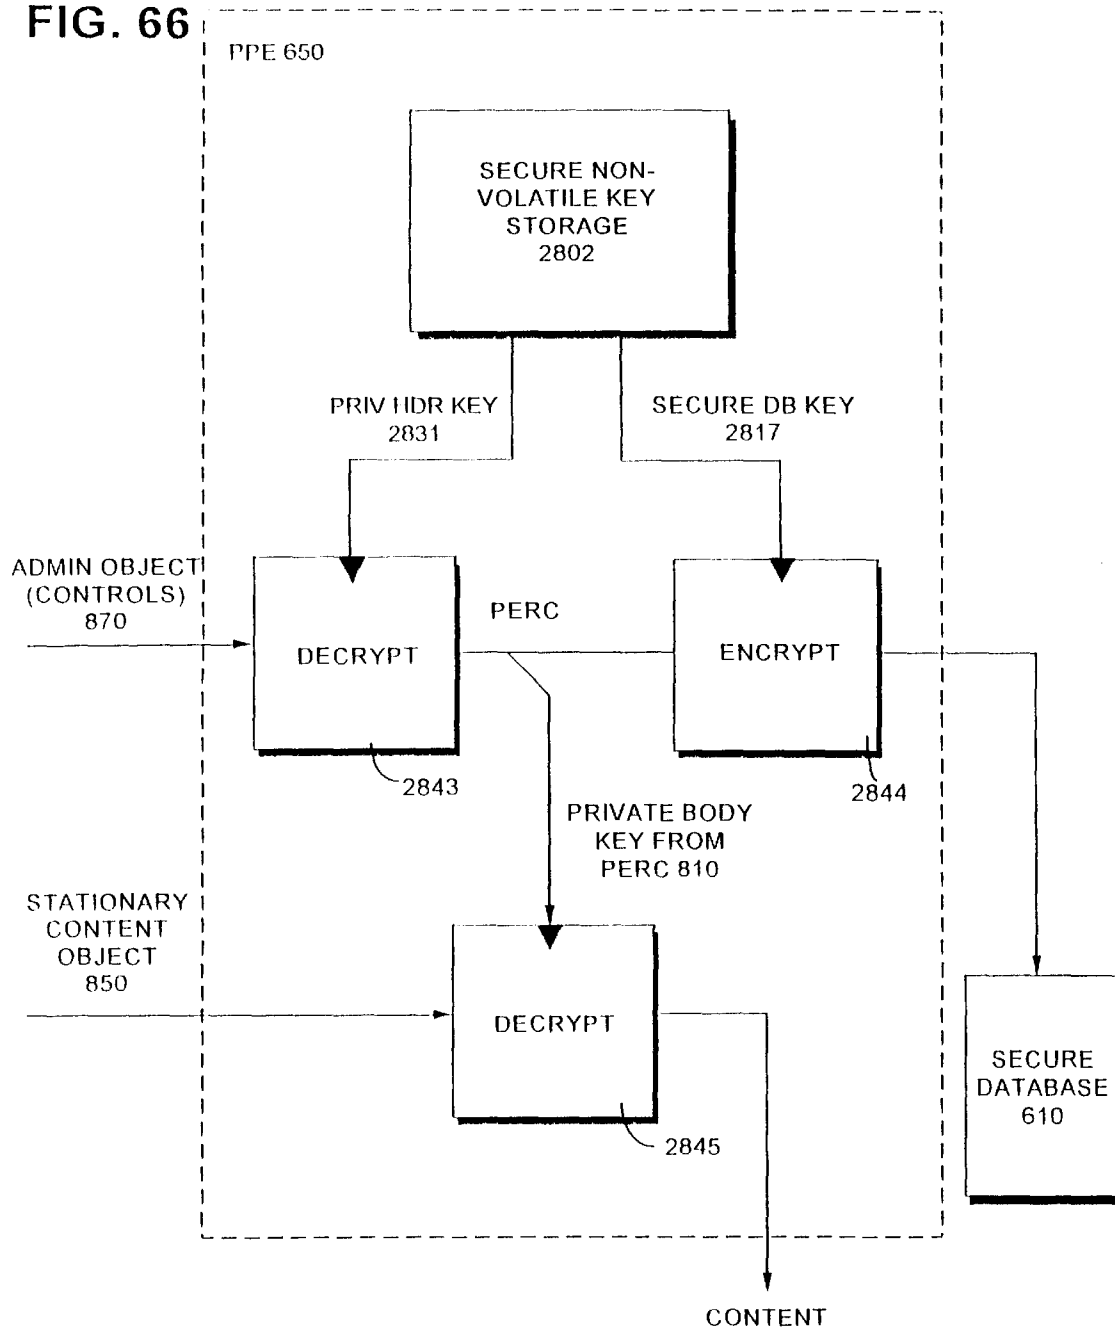 FIG. 66
PPE 650
SECURE NON-
VOLATILE KEY
STORAGE
2802
PRIV HDR KEY
2831
SECURE DB KEY
2817
ADMIN OBJECT
(CONTROLS)
870
DECRYPT
PERC
ENCRYPT
2843
2844
PRIVATE BODY
KEY FROM
PERC 810
STATIONARY
CONTENT
OBJECT
850
DECRYPT
2845
SECURE
DATABASE
610
CONTENT